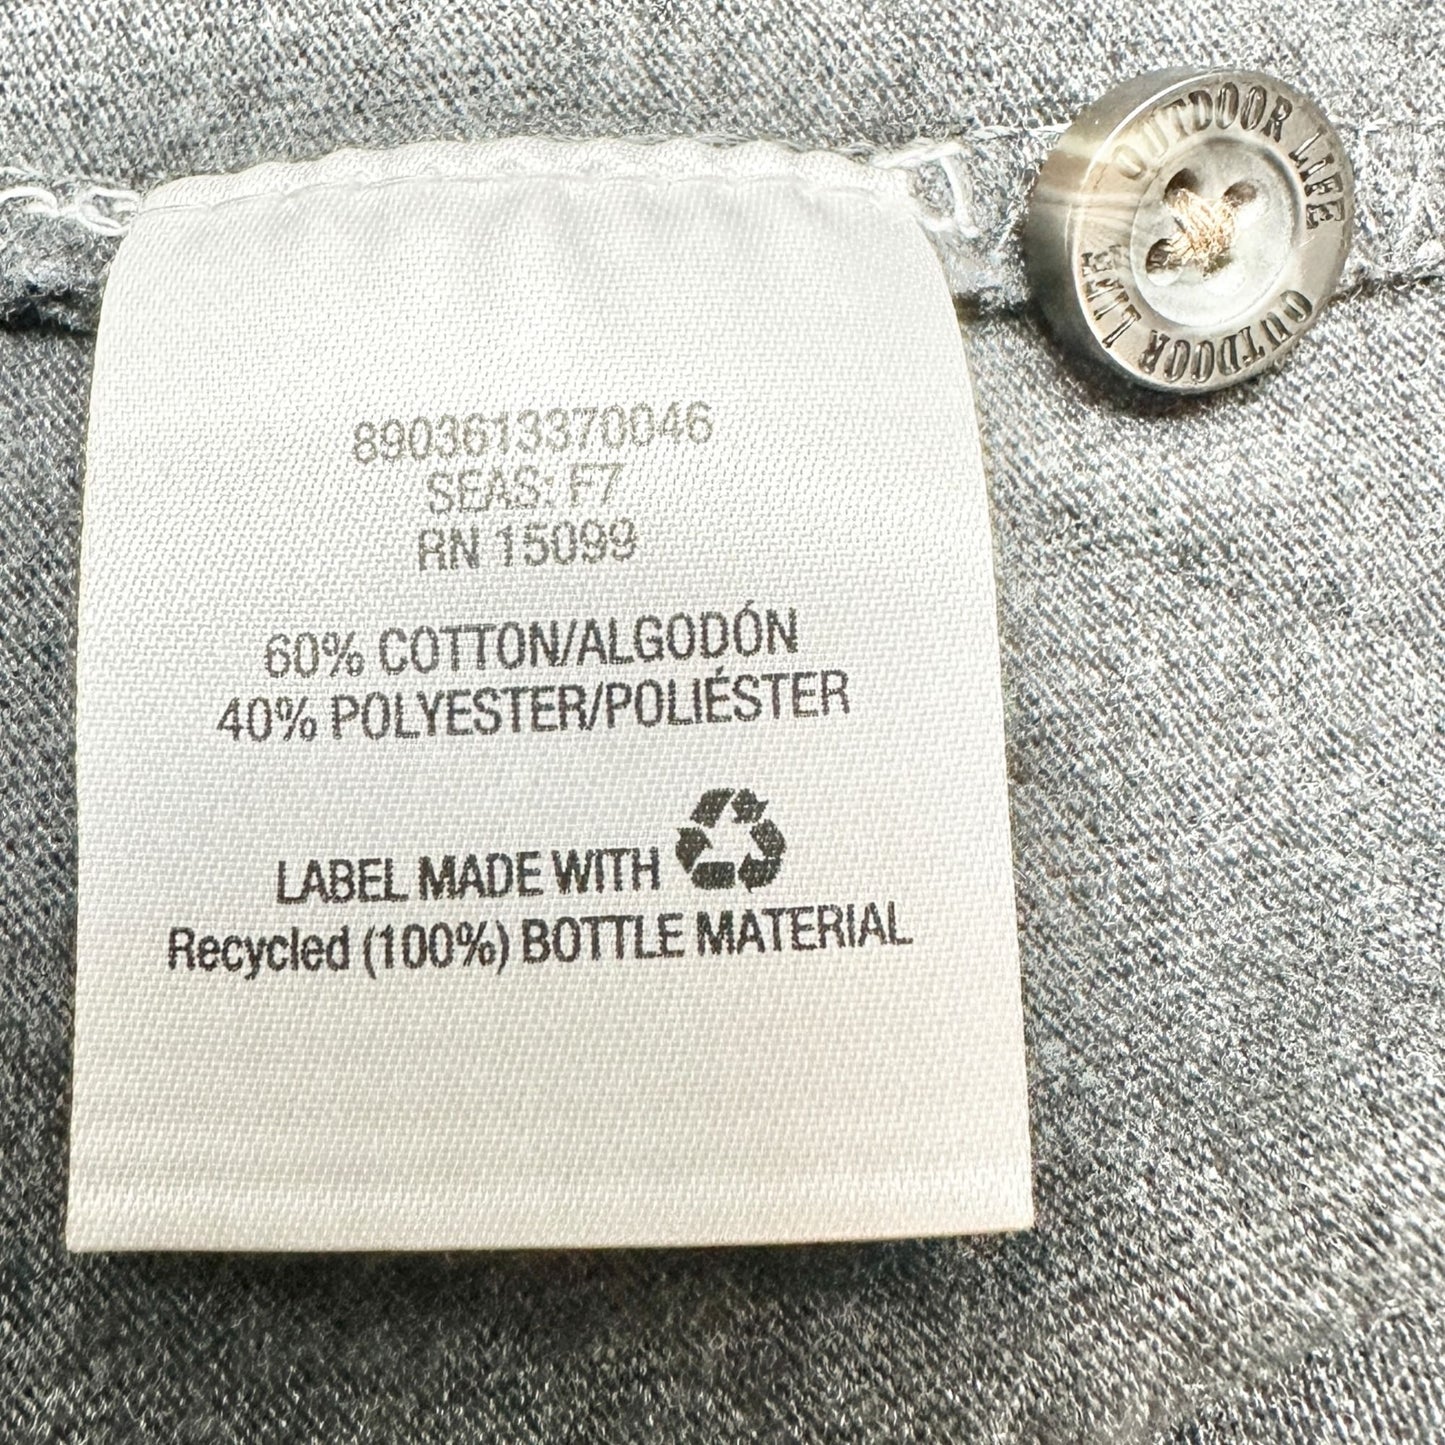 OUTDOOR LIFE
OUTDOOR LIFE
8903613370046
SEAS: F7
RN 15099
60% COTTON/ALGODÓN
40% POLYESTER/POLIÉSTER
LABEL MADE WITH
Recycled (100%) BOTTLE MATERIAL